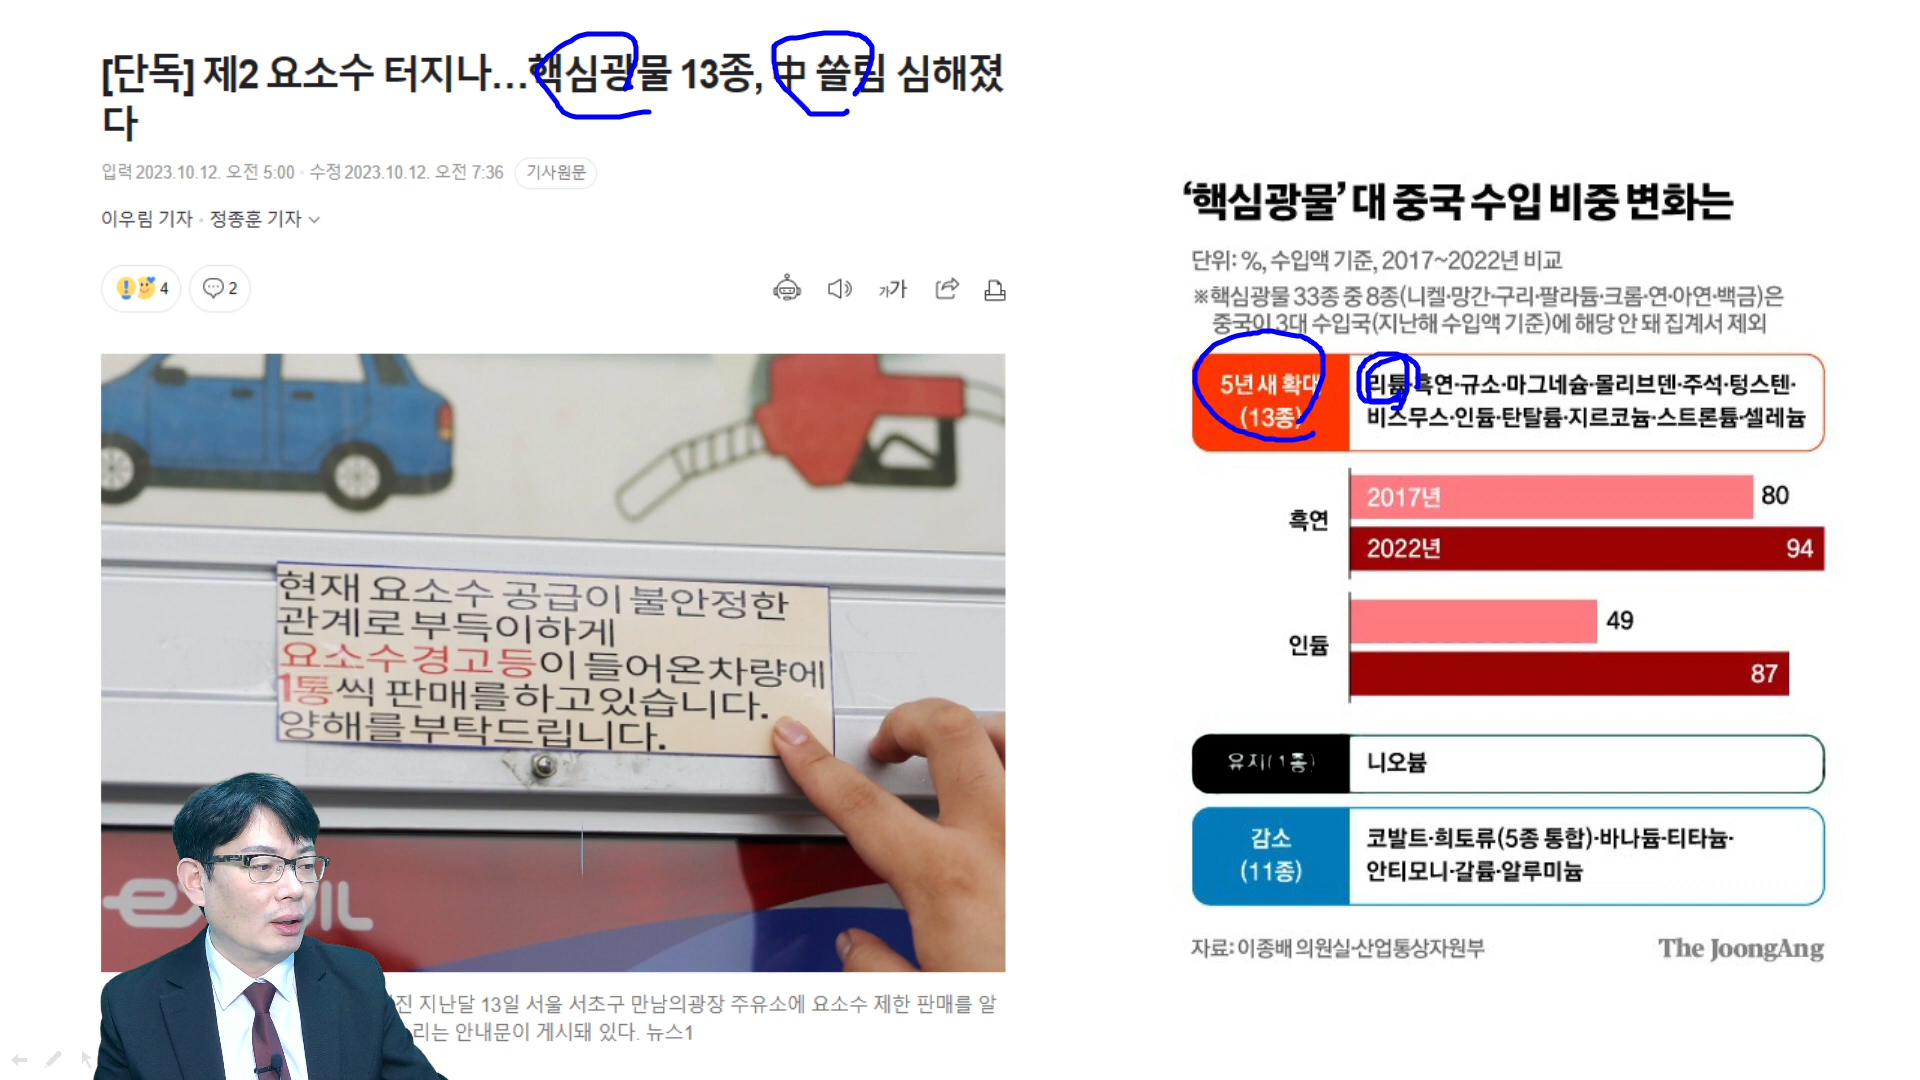 [단독] 제2 요소수 터지나…핵심광물 13종, 中 쏠림 심해졌
다
입력 2023.10.12. 오전 5:00 · 수정 2023.10.12. 오전 7:36 기사원문
이우림 기자 · 정종훈 기자
4 2
가가
현재 요소수 공급이 불안정한
관계로 부득이하게
요소수경고등이 들어온차량에
1통씩 판매를하고있습니다.
양해를부탁드립니다.
진 지난달 13일 서울 서초구 만남의광장 주유소에 요소수 제한 판매를 알
리는 안내문이 게시돼 있다. 뉴스1
‘핵심광물’ 대 중국 수입 비중 변화는
단위: %, 수입액 기준, 2017~2022년 비교
※핵심광물 33종 중 8종(니켈·망간·구리·팔라듐·크롬·연·아연·백금)은
중국이 3대 수입국(지난해 수입액 기준)에 해당 안 돼 집계서 제외
5년 새 확대
(13종)
리튬·흑연·규소·마그네슘·몰리브덴·주석·텅스텐·
비스무스·인듐·탄탈륨·지르코늄·스트론튬·셀레늄
흑연
2017년 80
2022년 94
인듐
49
87
유지(1종) 니오븀
감소
(11종)
코발트·희토류(5종 통합)·바나듐·티타늄·
안티모니·갈륨·알루미늄
자료: 이종배 의원실·산업통상자원부 The JoongAng